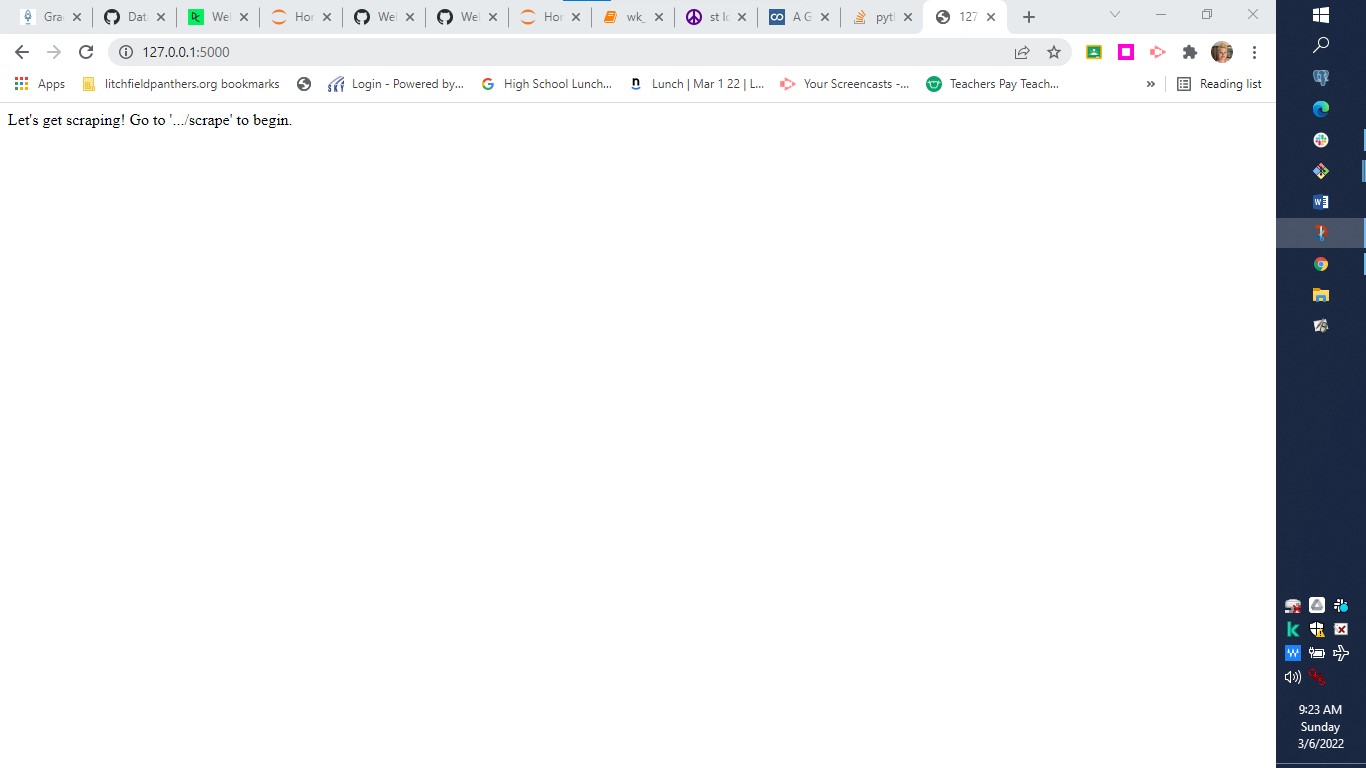 Gra Dat We Hor We We Hor wk_ st lo A G pyt 127
127.0.0.1:5000
Apps litchfieldpanthers.org bookmarks Login - Powered by... High School Lunch... n Lunch | Mar 1 22 | L... Your Screencasts -... Teachers Pay Teach... » Reading list
Let's get scraping! Go to '.../scrape' to begin.
9:23 AM
Sunday
3/6/2022